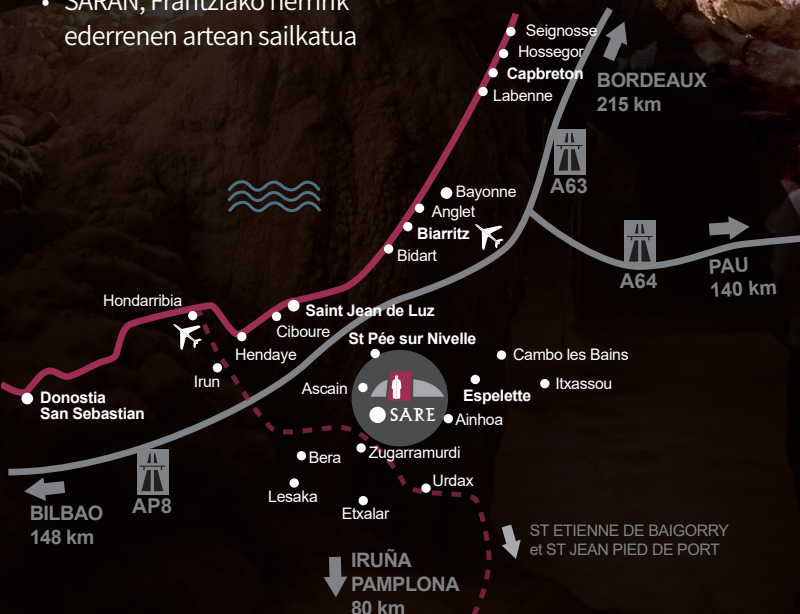 • SARAN, Frantziako herririk
ederrenen artean sailkatua
Seignosse
Hossegor
Capbreton
Labenne
BORDEAUX
215 km
A63
Bayonne
Anglet
Biarritz
Bidart
A64
PAU
140 km
Hondarribia
Saint Jean de Luz
Ciboure
Hendaye
St Pée sur Nivelle
Irun
Cambo les Bains
Ascain
Espelette
Itxassou
Donostia
San Sebastian
SARE
Ainhoa
Bera
Zugarramurdi
Lesaka
Urdax
Etxalar
AP8
BILBAO
148 km
ST ETIENNE DE BAIGORRY
et ST JEAN PIED DE PORT
IRUÑA
PAMPLONA
80 km